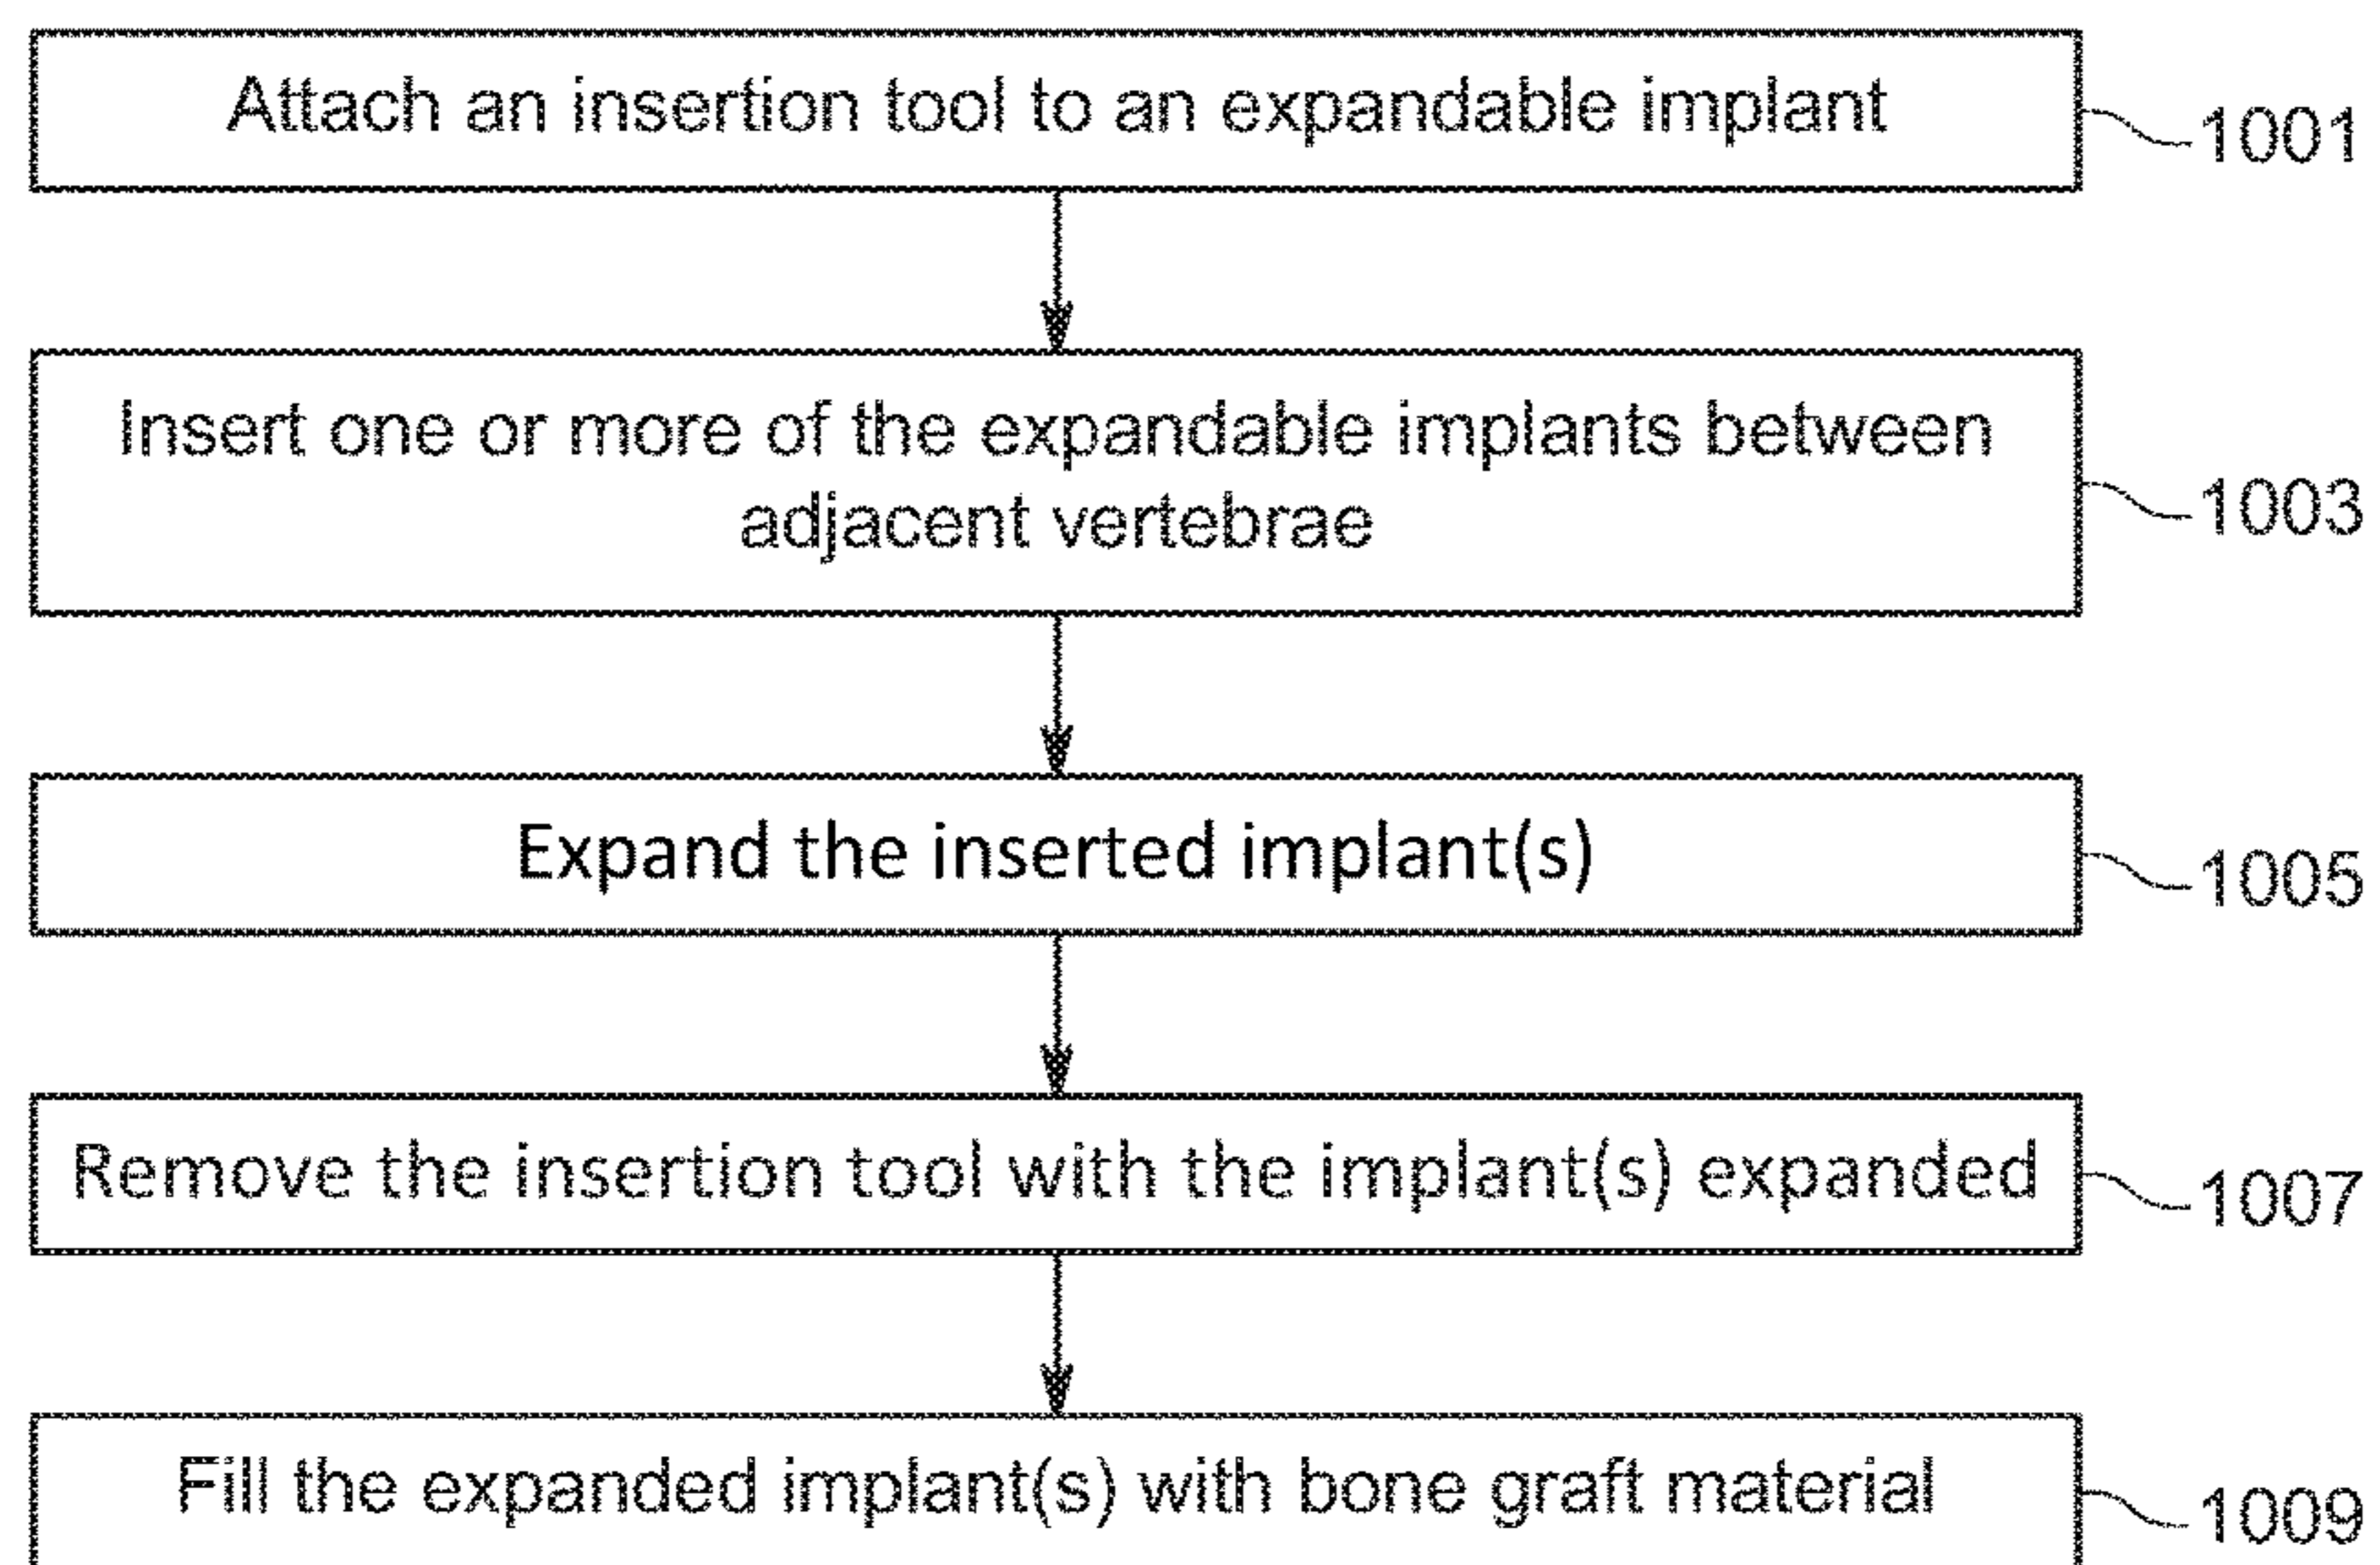 Attach an insertion tool to an expandable implant
1001
Insert one or more of the expandable implants between
adjacent vertebrae
1003
Expand the inserted implant(s)
1005
Remove the insertion tool with the implant(s) expanded
1007
Fill the expanded implant(s) with bone graft material
1009